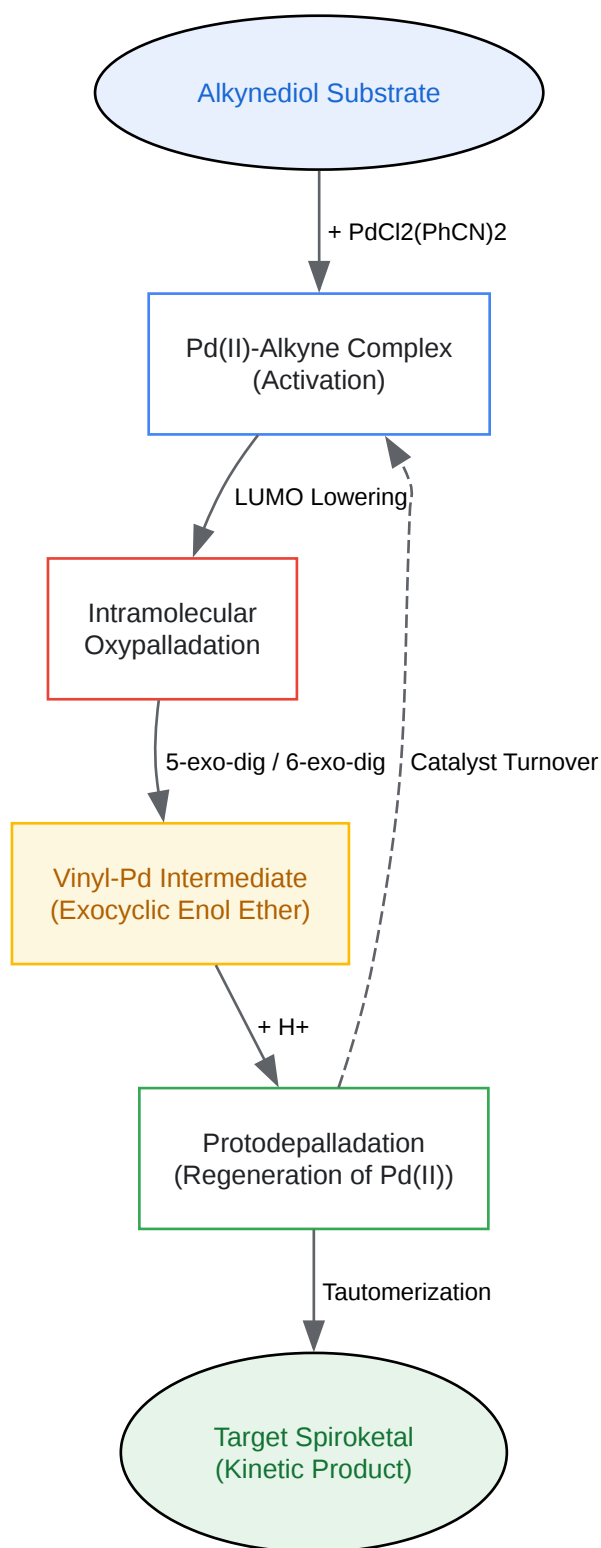 Alkynediol Substrate
+ PdCl2(PhCN)2
Pd(II)-Alkyne Complex
(Activation)
LUMO Lowering
Intramolecular
Oxypalladation
5-exo-dig / 6-exo-dig
Catalyst Turnover
Vinyl-Pd Intermediate
(Exocyclic Enol Ether)
+ H+
Protodepalladation
(Regeneration of Pd(II))
Tautomerization
Target Spiroketal
(Kinetic Product)